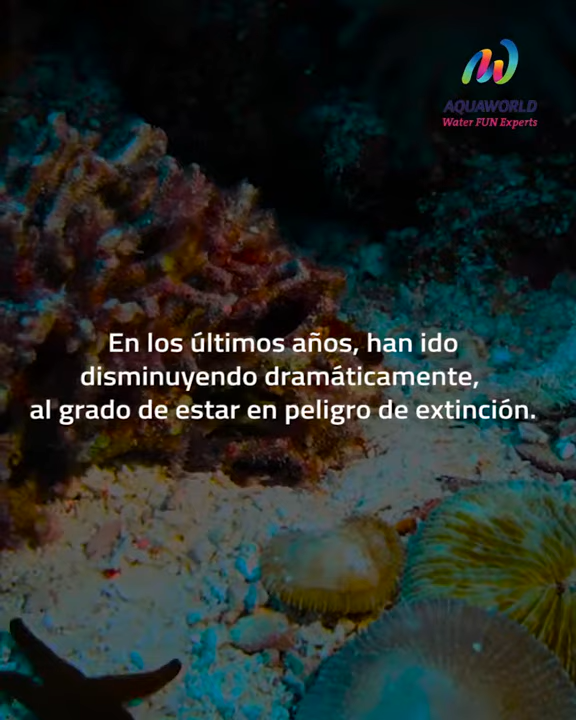 AQUAWORLD
Water FUN Experts
En los últimos años, han ido
disminuyendo dramáticamente,
al grado de estar en peligro de extinción.